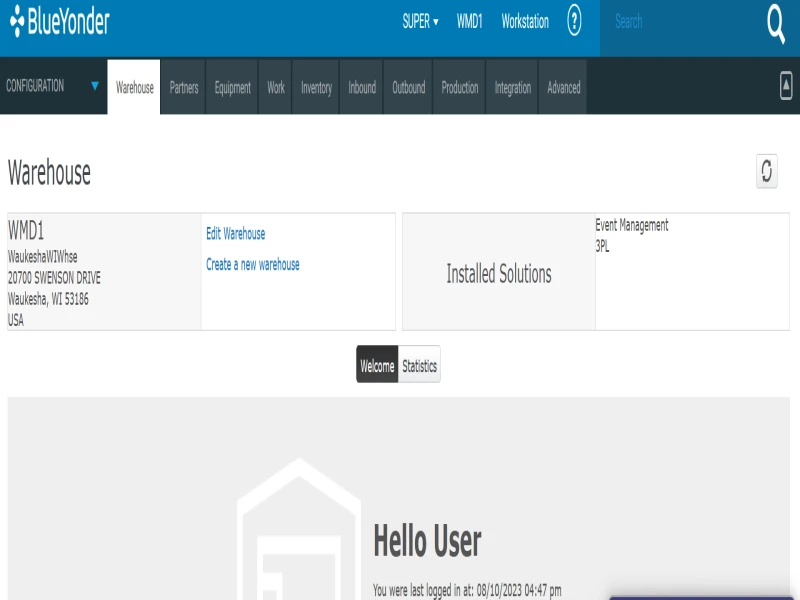 BlueYonder
SUPER ▾ WMD1 Workstation ? Search
CONFIGURATION ▼ Warehouse Partners Equipment Work Inventory Inbound Outbound Production Integration Advanced
Warehouse
WMD1
WaukeshaWIWhse
20700 SWENSON DRIVE
Waukesha, WI 53186
USA
Edit Warehouse
Create a new warehouse
Installed Solutions
Event Management
3PL
Welcome Statistics
Hello User
You were last logged in at: 08/10/2023 04:47 pm